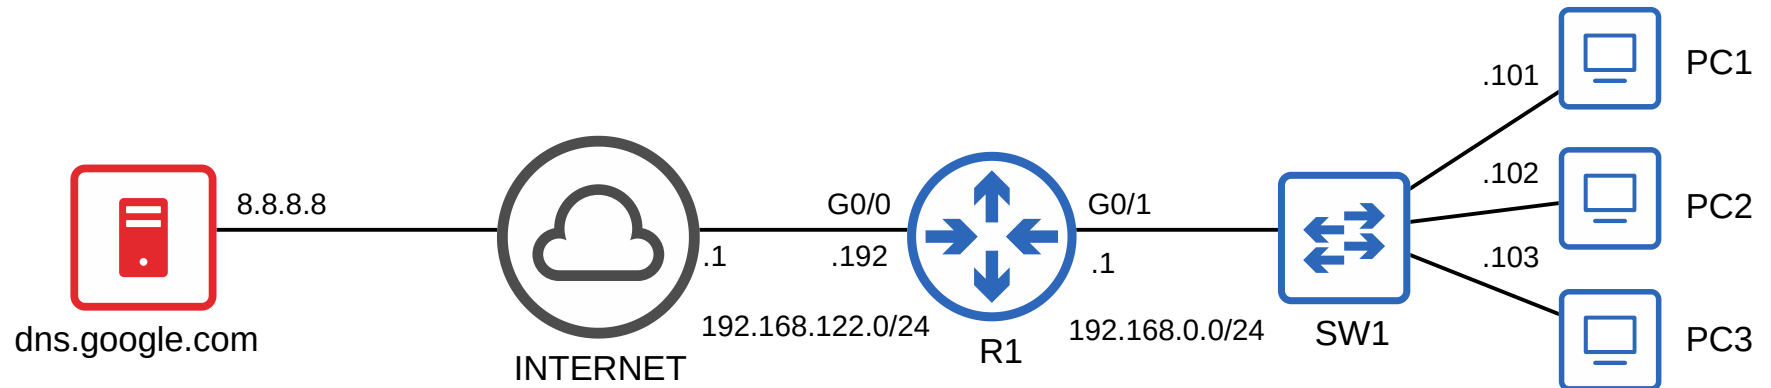 8.8.8.8
dns.google.com
INTERNET
.1
G0/0
.192
192.168.122.0/24
R1
G0/1
.1
192.168.0.0/24
SW1
.101
PC1
.102
PC2
.103
PC3